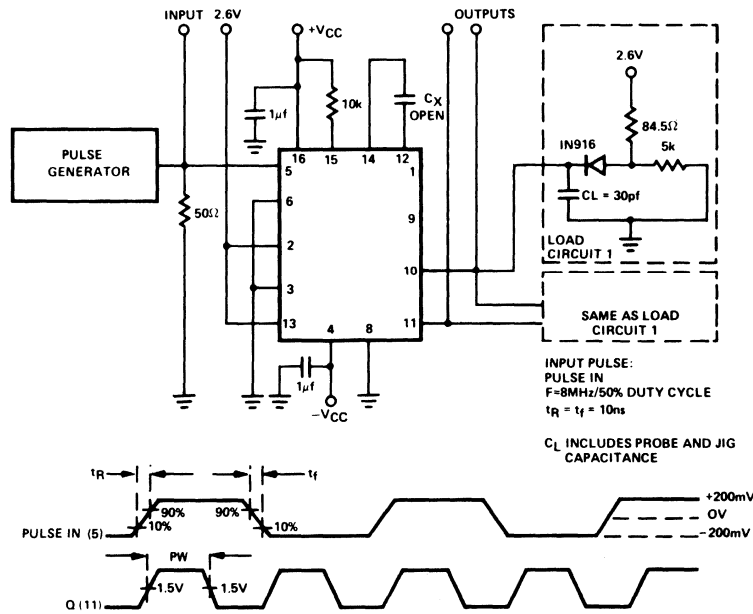 INPUT 2.6V
+VCC
OUTPUTS
2.6V
1μf
10k
CX
OPEN
84.5Ω
5k
IN916
PULSE
GENERATOR
16 15 14 12
5 1
6
50Ω
9
CL = 30pf
2
10
LOAD
CIRCUIT 1
3
13 4 8 11
SAME AS LOAD
CIRCUIT 1
1μf
−VCC
INPUT PULSE:
PULSE IN
F=8MHz/50% DUTY CYCLE
tR = tf = 10ns
CL INCLUDES PROBE AND JIG
CAPACITANCE
tR
tf
90% 90%
10% 10%
+200mV
0V
−200mV
PULSE IN (5)
PW
1.5V 1.5V
Q (11)